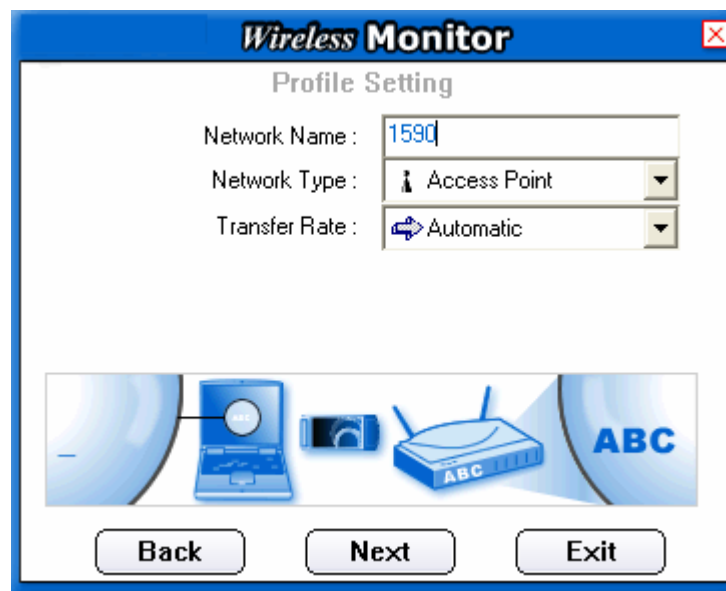 Wireless Monitor
Profile Setting
Network Name : 1590
Network Type : Access Point
Transfer Rate : Automatic
ABC
ABC
ABC
Back Next Exit